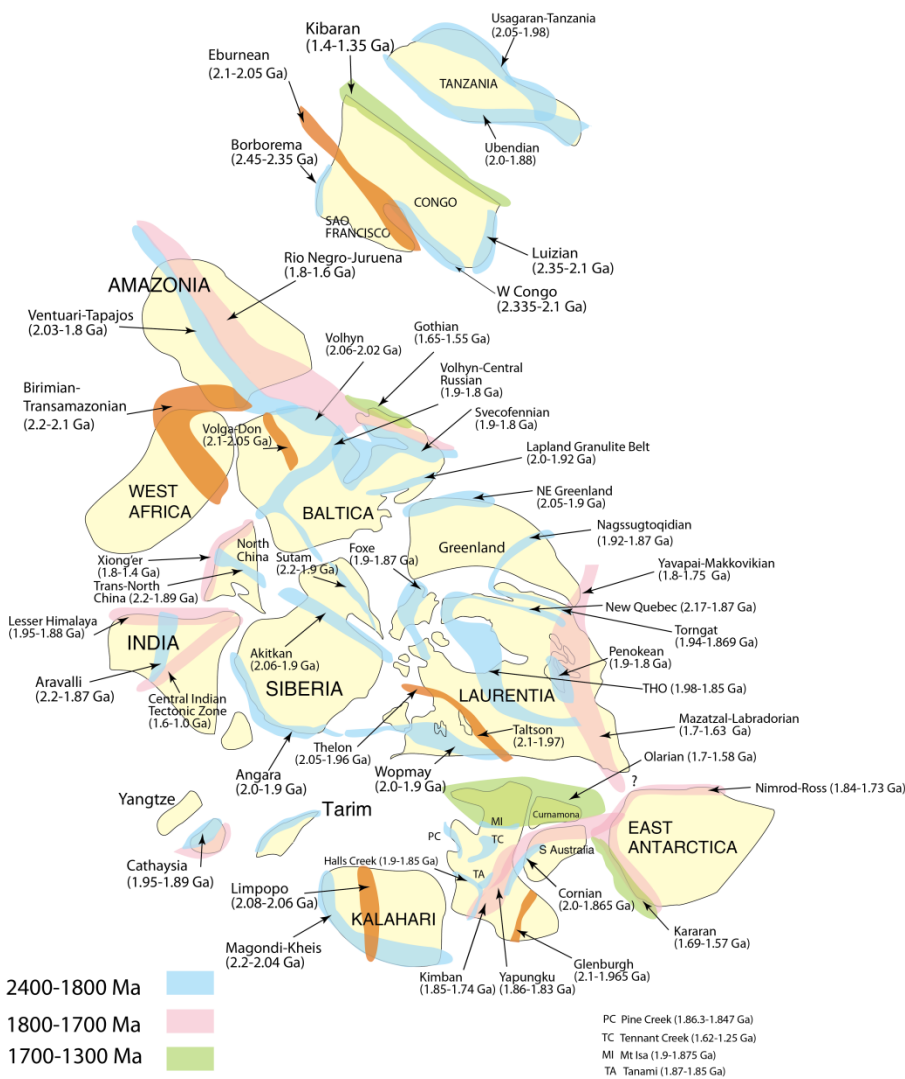 Usagaran-Tanzania
(2.05-1.98)
Kibaran
(1.4-1.35 Ga)
Eburnean
(2.1-2.05 Ga)
TANZANIA
Ubendian
(2.0-1.88)
Borborema
(2.45-2.35 Ga)
CONGO
SAO
FRANCISCO
Luizian
(2.35-2.1 Ga)
W Congo
(2.335-2.1 Ga)
Rio Negro-Juruena
(1.8-1.6 Ga)
AMAZONIA
Ventuari-Tapajos
(2.03-1.8 Ga)
Volhyn
(2.06-2.02 Ga)
Gothian
(1.65-1.55 Ga)
Volhyn-Central
Russian
(1.9-1.8 Ga)
Birimian-
Transamazonian
(2.2-2.1 Ga)
Svecofennian
(1.9-1.8 Ga)
Volga-Don
(2.1-2.05 Ga)
Lapland Granulite Belt
(2.0-1.92 Ga)
WEST
AFRICA
BALTICA
NE Greenland
(2.05-1.9 Ga)
Nagssugtoqidian
(1.92-1.87 Ga)
Greenland
North
China
Xiong'er
(1.8-1.4 Ga)
Trans-North
China (2.2-1.89 Ga)
Sutam
(2.2-1.9 Ga)
Foxe
(1.9-1.87 Ga)
Yavapai-Makkovikian
(1.8-1.75 Ga)
New Quebec (2.17-1.87 Ga)
Torngat
(1.94-1.869 Ga)
Lesser Himalaya
(1.95-1.88 Ga)
INDIA
Aravalli
(2.2-1.87 Ga)
Central Indian
Tectonic Zone
(1.6-1.0 Ga)
Akitkan
(2.06-1.9 Ga)
SIBERIA
Penokean
(1.9-1.8 Ga)
THO (1.98-1.85 Ga)
LAURENTIA
Mazatzal-Labradorian
(1.7-1.63 Ga)
Taltson
(2.1-1.97)
Thelon
(2.05-1.96 Ga)
Angara
(2.0-1.9 Ga)
Wopmay
(2.0-1.9 Ga)
Olarian (1.7-1.58 Ga)
?
Nimrod-Ross (1.84-1.73 Ga)
Yangtze
Tarim
Cathaysia
(1.95-1.89 Ga)
MI
Curnamona
PC
TC
S Australia
EAST
ANTARCTICA
Halls Creek (1.9-1.85 Ga)
TA
Limpopo
(2.08-2.06 Ga)
KALAHARI
Magondi-Kheis
(2.2-2.04 Ga)
Cornian
(2.0-1.865 Ga)
Kararan
(1.69-1.57 Ga)
Kimban
(1.85-1.74 Ga)
Yapungku
(1.86-1.83 Ga)
Glenburgh
(2.1-1.965 Ga)
2400-1800 Ma
1800-1700 Ma
1700-1300 Ma
PC Pine Creek (1.86.3-1.847 Ga)
TC Tennant Creek (1.62-1.25 Ga)
MI Mt Isa (1.9-1.875 Ga)
TA Tanami (1.87-1.85 Ga)